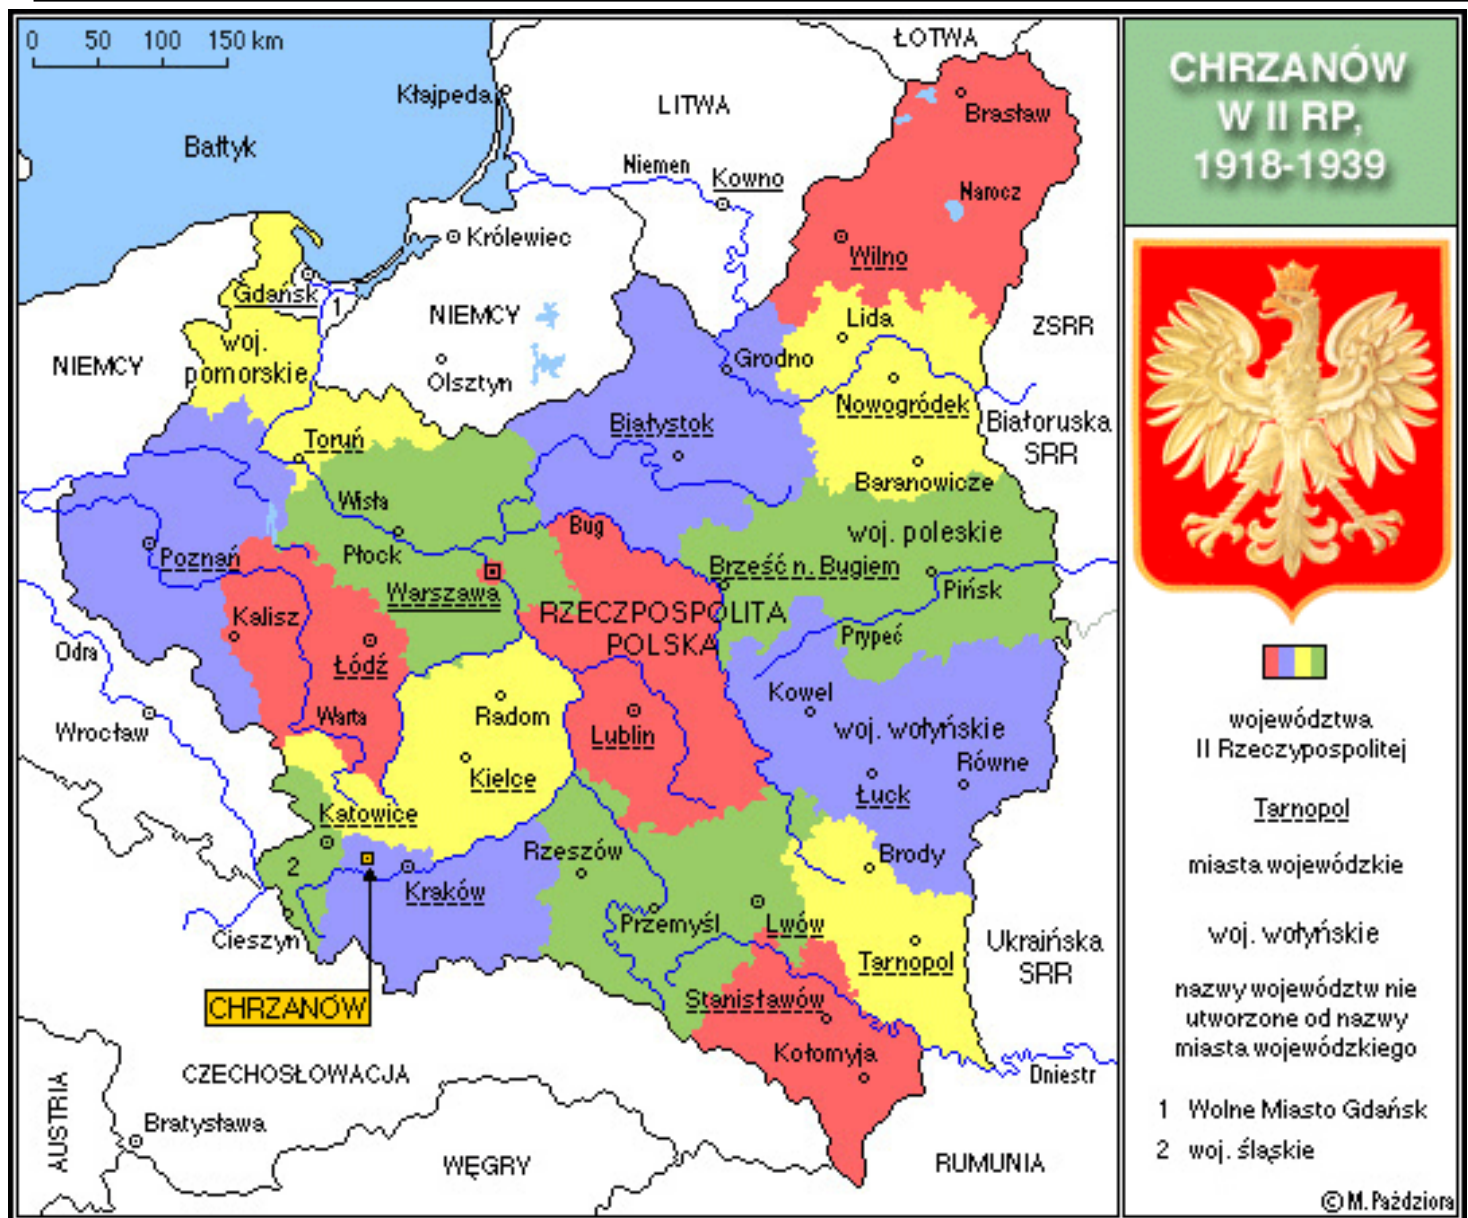 0 50 100 150 km
ŁOTWA
Kłajpeda
LITWA
Brasław
Bałtyk
Niemen
Kowno
Narocz
Królewiec
Wilno
Gdańsk
1
NIEMCY
Lida
ZSRR
woj.
pomorskie
NIEMCY
Olsztyn
Grodno
Nowogródek
Białoruska
SRR
Toruń
Białystok
Baranowicze
Wisła
Bug
woj. poleskie
Płock
Poznań
Warszawa
Brześć n. Bugiem
Pińsk
Kalisz
RZECZPOSPOLITA
POLSKA
Prypeć
Odra
Łódź
Kowel
Warta
Radom
Lublin
woj. wołyńskie
Wrocław
Kielce
Równe
Łuck
Katowice
Rzeszów
Brody
2
Kraków
Przemyśl
Lwów
Cieszyn
Tarnopol
Ukraińska
SRR
CHRZANÓW
Stanisławów
Kołomyja
CZECHOSŁOWACJA
Dniestr
AUSTRIA
Bratysława
WĘGRY
RUMUNIA
CHRZANÓW
W II RP,
1918-1939
województwa
II Rzeczypospolitej
Tarnopol
miasta wojewódzkie
woj. wołyńskie
nazwy województw nie
utworzone od nazwy
miasta wojewódzkiego
1 Wolne Miasto Gdańsk
2 woj. śląskie
© M. Paździora